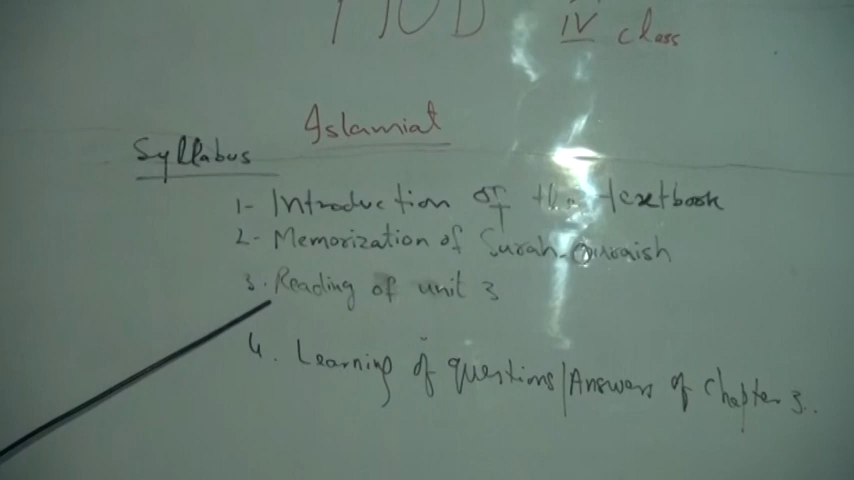 IV class
Islamiat
Syllabus
1- Introduction of the textbook
2- Memorization of Surah-Quraish
3. Reading of unit 3
4. Learning of questions/Answers of Chapter 3.